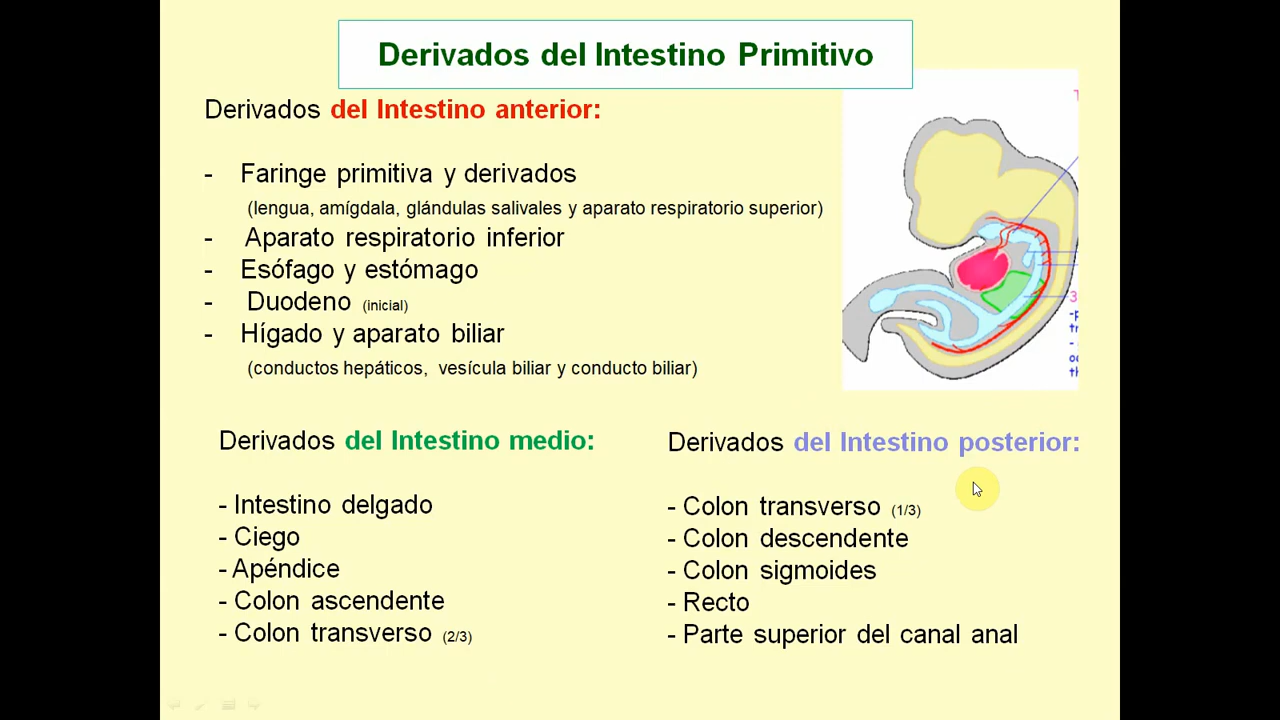 Derivados del Intestino Primitivo
Derivados del Intestino anterior:
- Faringe primitiva y derivados
(lengua, amígdala, glándulas salivales y aparato respiratorio superior)
- Aparato respiratorio inferior
- Esófago y estómago
- Duodeno (inicial)
- Hígado y aparato biliar
(conductos hepáticos, vesícula biliar y conducto biliar)
Derivados del Intestino medio:
- Intestino delgado
- Ciego
- Apéndice
- Colon ascendente
- Colon transverso (2/3)
Derivados del Intestino posterior:
- Colon transverso (1/3)
- Colon descendente
- Colon sigmoides
- Recto
- Parte superior del canal anal